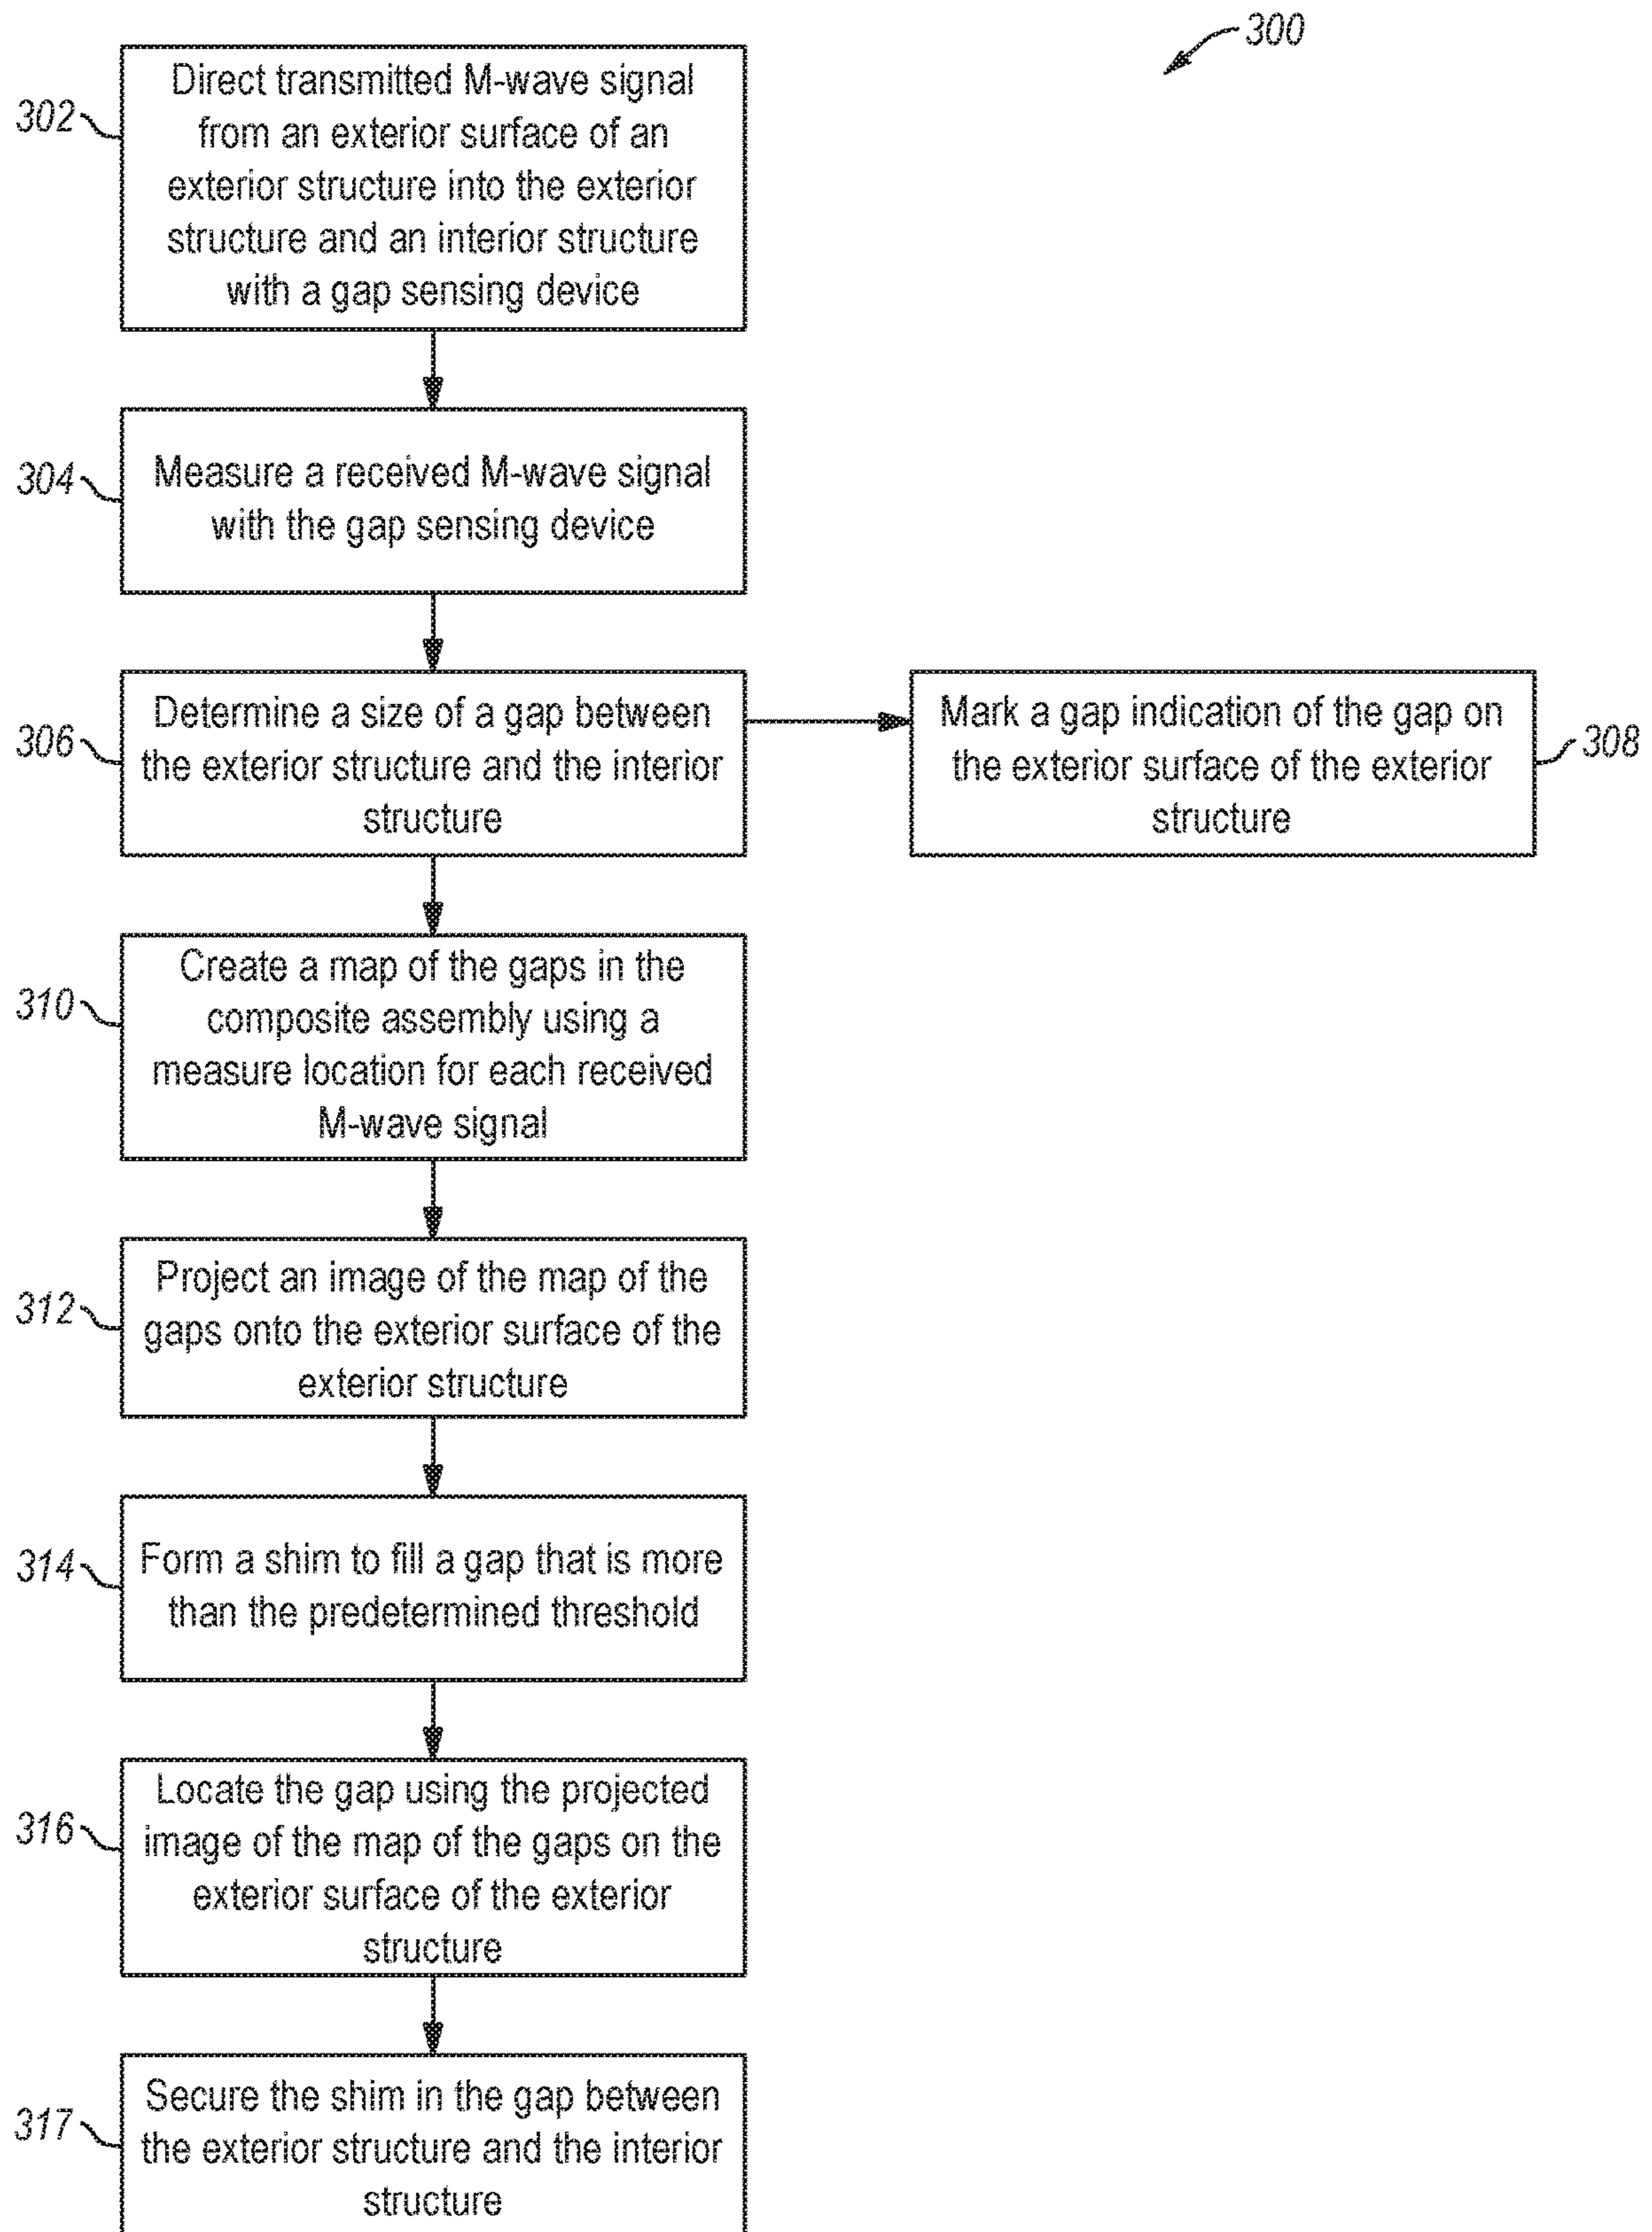 300
302
Direct transmitted M-wave signal
from an exterior surface of an
exterior structure into the exterior
structure and an interior structure
with a gap sensing device
304
Measure a received M-wave signal
with the gap sensing device
306
Determine a size of a gap between
the exterior structure and the interior
structure
Mark a gap indication of the gap on
the exterior surface of the exterior
structure
308
310
Create a map of the gaps in the
composite assembly using a
measure location for each received
M-wave signal
312
Project an image of the map of the
gaps onto the exterior surface of the
exterior structure
314
Form a shim to fill a gap that is more
than the predetermined threshold
316
Locate the gap using the projected
image of the map of the gaps on the
exterior surface of the exterior
structure
317
Secure the shim in the gap between
the exterior structure and the interior
structure